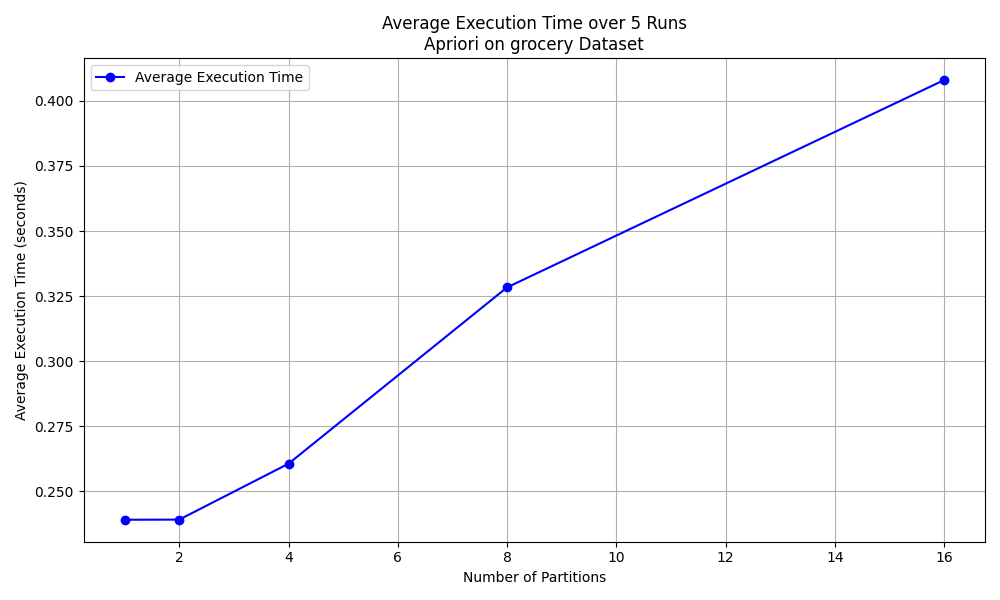 Average Execution Time over 5 Runs
Apriori on grocery Dataset
Average Execution Time
Average Execution Time (seconds)
0.400
0.375
0.350
0.325
0.300
0.275
0.250
2 4 6 8 10 12 14 16
Number of Partitions